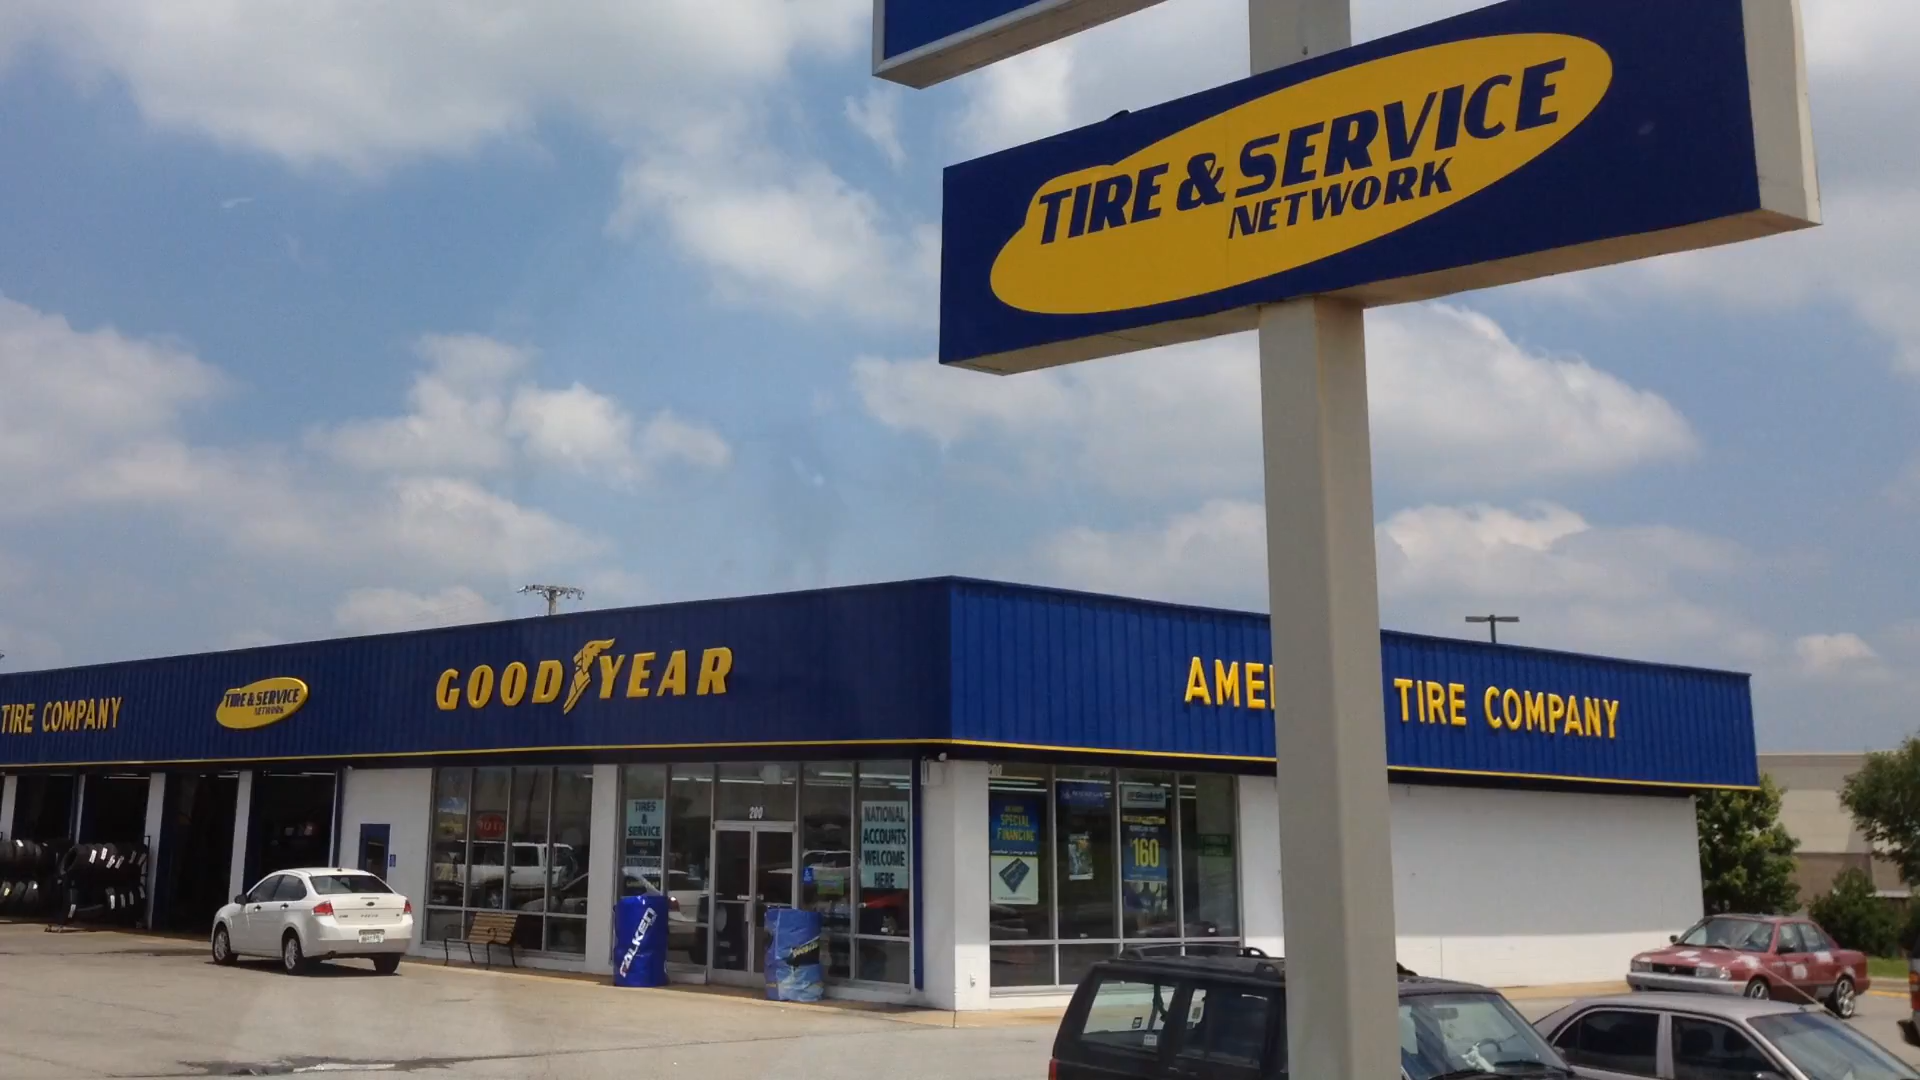 TIRE & SERVICE
NETWORK
TIRE COMPANY
TIRE & SERVICE
NETWORK
GOODYEAR
AME
TIRE COMPANY
200
TIRES
&
SERVICE
NATIONAL
ACCOUNTS
WELCOME
HERE
SPECIAL
FINANCING
160
FALKEN